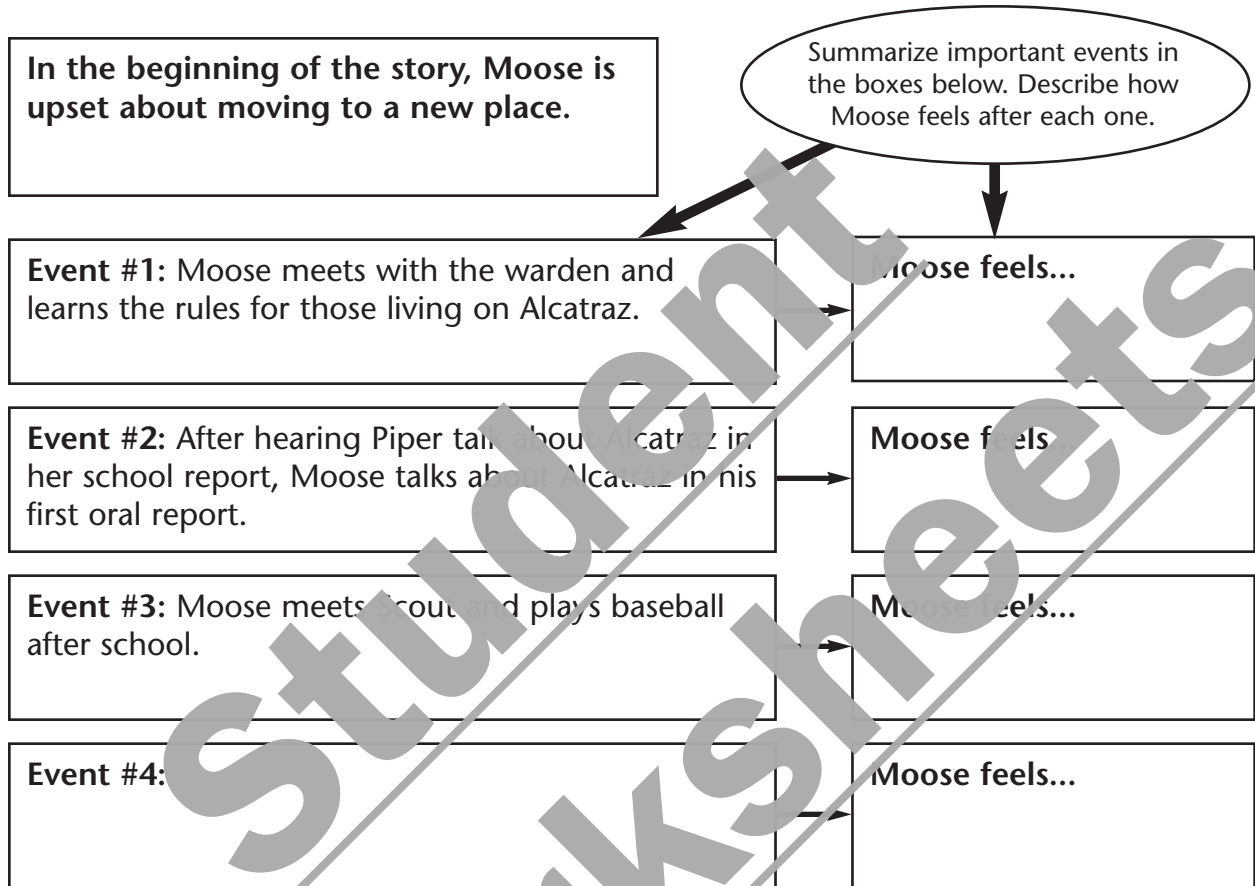 In the beginning of the story, Moose is
upset about moving to a new place.
Summarize important events in
the boxes below. Describe how
Moose feels after each one.
Event #1: Moose meets with the warden and
learns the rules for those living on Alcatraz.
Moose feels...
Event #2: After hearing Piper talk about Alcatraz in
her school report, Moose talks about Alcatraz in his
first oral report.
Moose feels...
Event #3: Moose meets Scout and plays baseball
after school.
Moose feels...
Event #4:
Moose feels...
Student
ksheets